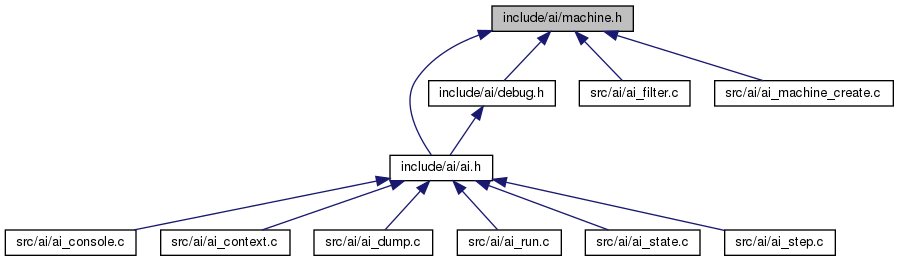 include/ai/machine.h
include/ai/debug.h
src/ai/ai_filter.c
src/ai/ai_machine_create.c
include/ai/ai.h
src/ai/ai_console.c
src/ai/ai_context.c
src/ai/ai_dump.c
src/ai/ai_run.c
src/ai/ai_state.c
src/ai/ai_step.c